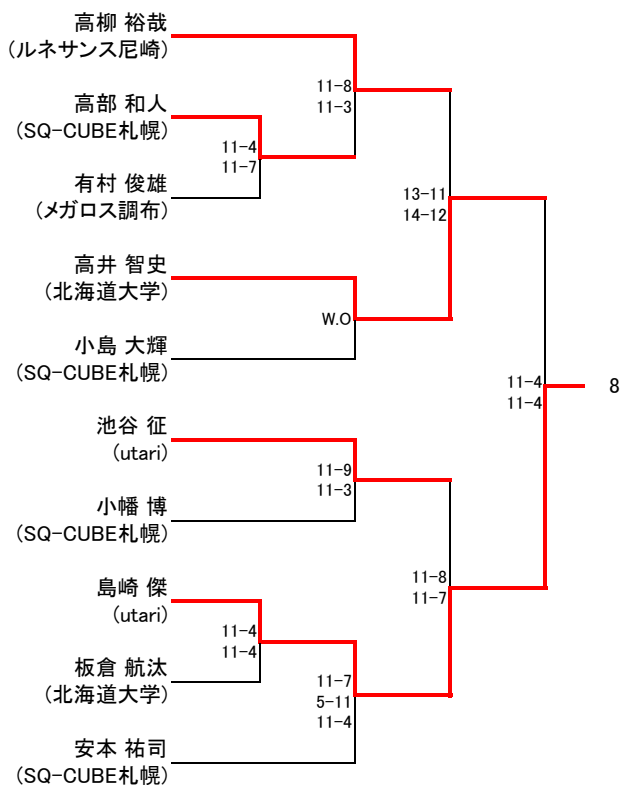 高柳 裕哉
(ルネサンス尼崎)
11-8
11-3
高部 和人
(SQ-CUBE札幌)
11-4
11-7
有村 俊雄
(メガロス調布)
13-11
14-12
高井 智史
(北海道大学)
W.O
小島 大輝
(SQ-CUBE札幌)
11-4
11-4
8
池谷 征
(utari)
11-9
11-3
小幡 博
(SQ-CUBE札幌)
11-8
11-7
島崎 傑
(utari)
11-4
11-4
板倉 航汰
(北海道大学)
11-7
5-11
11-4
安本 祐司
(SQ-CUBE札幌)